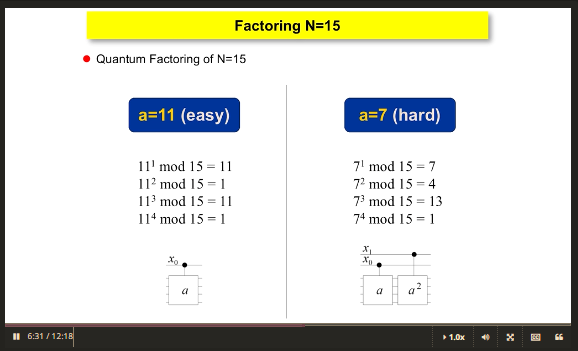 Factoring N=15
Quantum Factoring of N=15
a=11 (easy)
11¹ mod 15 = 11
11² mod 15 = 1
11³ mod 15 = 11
11⁴ mod 15 = 1
x₀
a
a=7 (hard)
7¹ mod 15 = 7
7² mod 15 = 4
7³ mod 15 = 13
7⁴ mod 15 = 1
x₁
x₀
a a²
6:31 / 12:18 1.0x